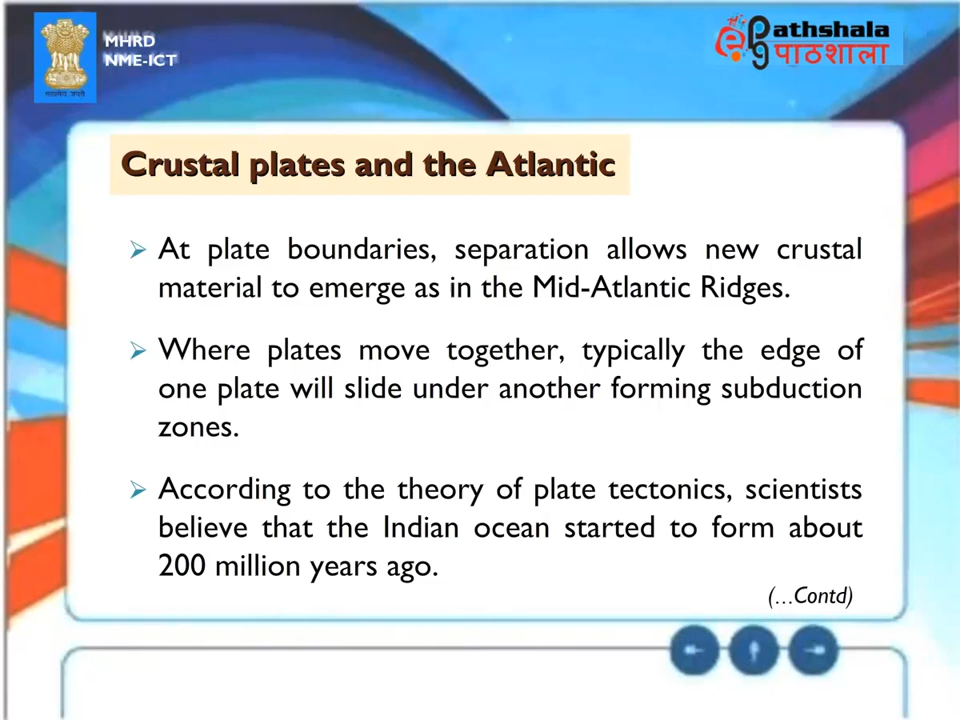 MHRD
NME-ICT
epg
athshala
पाठशाला
Crustal plates and the Atlantic
At plate boundaries, separation allows new crustal
material to emerge as in the Mid-Atlantic Ridges.
Where plates move together, typically the edge of
one plate will slide under another forming subduction
zones.
According to the theory of plate tectonics, scientists
believe that the Indian ocean started to form about
200 million years ago.
(...Contd)